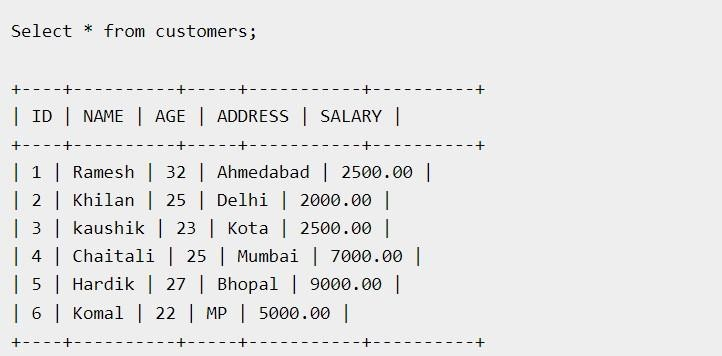 Select * from customers;
+----+----------+-----+-----------+----------+
| ID | NAME | AGE | ADDRESS | SALARY |
+----+----------+-----+-----------+----------+
| 1 | Ramesh | 32 | Ahmedabad | 2500.00 |
| 2 | Khilan | 25 | Delhi | 2000.00 |
| 3 | kaushik | 23 | Kota | 2500.00 |
| 4 | Chaitali | 25 | Mumbai | 7000.00 |
| 5 | Hardik | 27 | Bhopal | 9000.00 |
| 6 | Komal | 22 | MP | 5000.00 |
+----+----------+-----+-----------+----------+